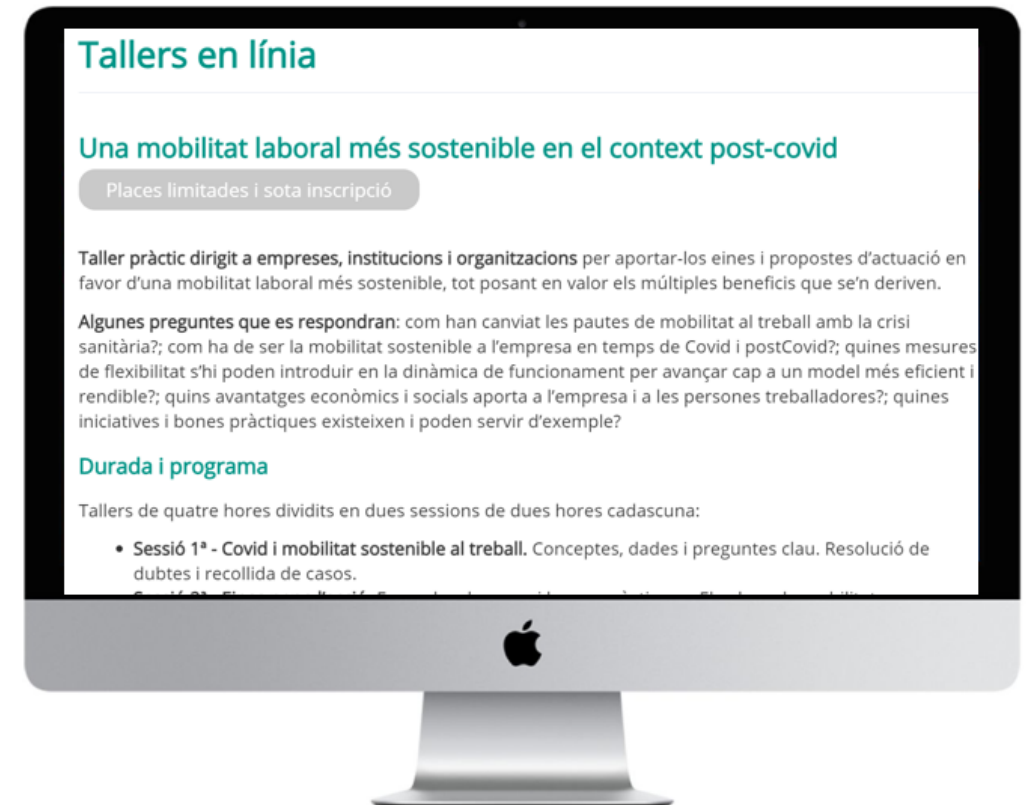 Tallers en línia
Una mobilitat laboral més sostenible en el context post-covid
Places limitades i sota inscripció
Taller pràctic dirigit a empreses, institucions i organitzacions per aportar-los eines i propostes d'actuació en
favor d'una mobilitat laboral més sostenible, tot posant en valor els múltiples beneficis que se'n deriven.
Algunes preguntes que es respondran: com han canviat les pautes de mobilitat al treball amb la crisi
sanitària?; com ha de ser la mobilitat sostenible a l'empresa en temps de Covid i postCovid?; quines mesures
de flexibilitat s'hi poden introduir en la dinàmica de funcionament per avançar cap a un model més eficient i
rendible?; quins avantatges econòmics i socials aporta a l'empresa i a les persones treballadores?; quines
iniciatives i bones pràctiques existeixen i poden servir d'exemple?
Durada i programa
Tallers de quatre hores dividits en dues sessions de dues hores cadascuna:
• Sessió 1ª - Covid i mobilitat sostenible al treball. Conceptes, dades i preguntes clau. Resolució de
dubtes i recollida de casos.